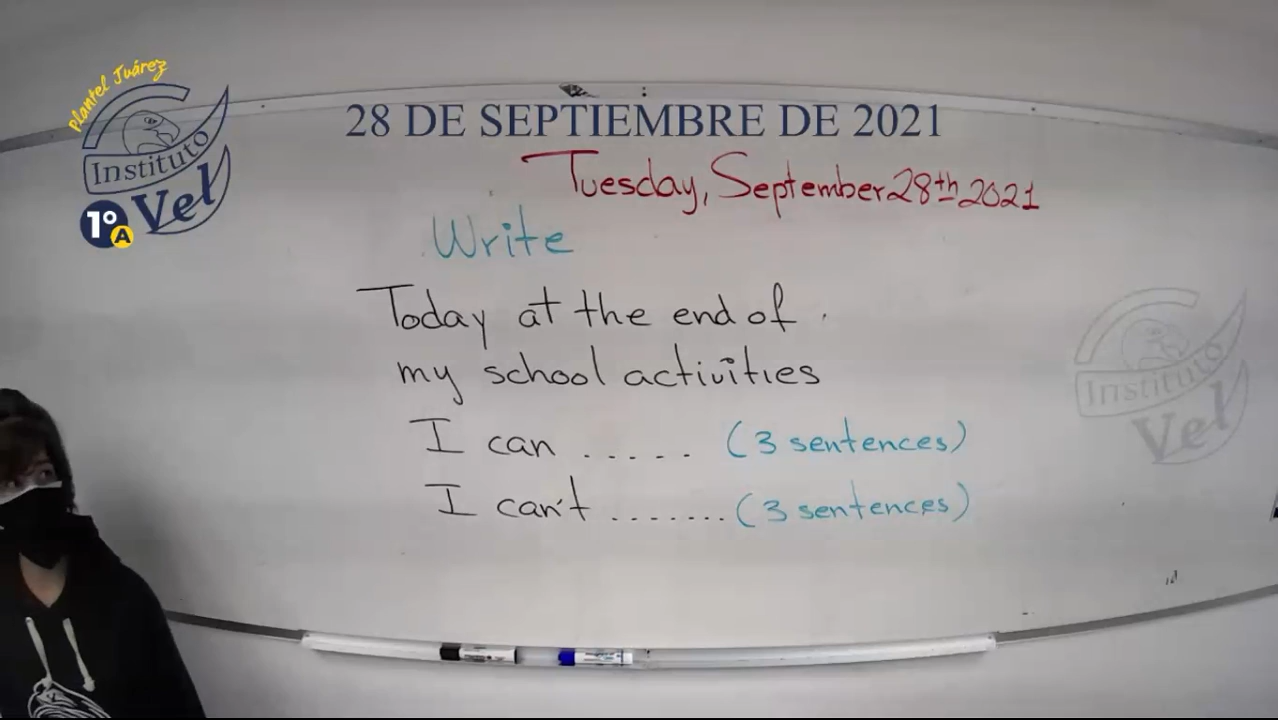 Plantel Juárez
Instituto
Vel
1° A
28 DE SEPTIEMBRE DE 2021
Tuesday, September 28th 2021
Write
Today at the end of
my school activities
I can ..... (3 sentences)
I can't ....... (3 sentences)
Instituto
Vel